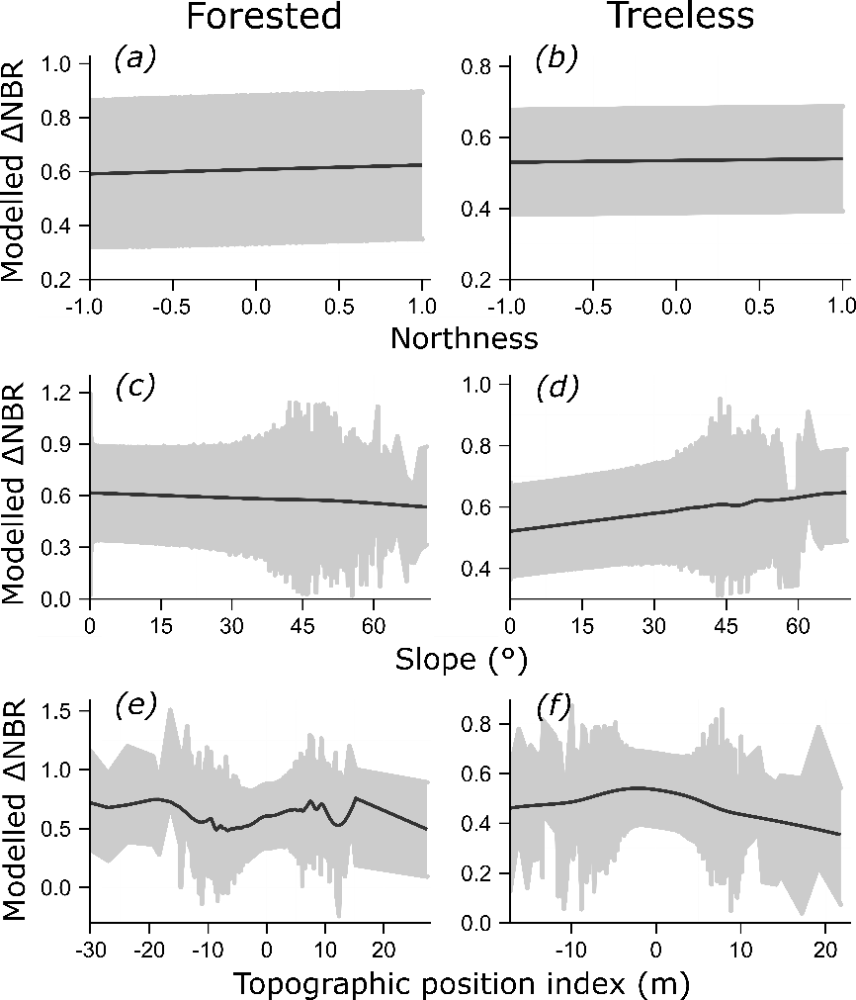 Forested Treeless
(a) (b)
Modelled ΔNBR
1.0
0.8
0.6
0.4
0.2
-1.0 -0.5 0.0 0.5 1.0
0.8
0.6
0.4
0.2
-1.0 -0.5 0.0 0.5 1.0
Northness
(c) (d)
Modelled ΔNBR
1.2
0.9
0.6
0.3
0.0
0 15 30 45 60
1.0
0.8
0.6
0.4
0 15 30 45 60
Slope (°)
(e) (f)
Modelled ΔNBR
1.5
1.0
0.5
0.0
-30 -20 -10 0 10 20
0.8
0.6
0.4
0.2
0.0
-10 0 10 20
Topographic position index (m)